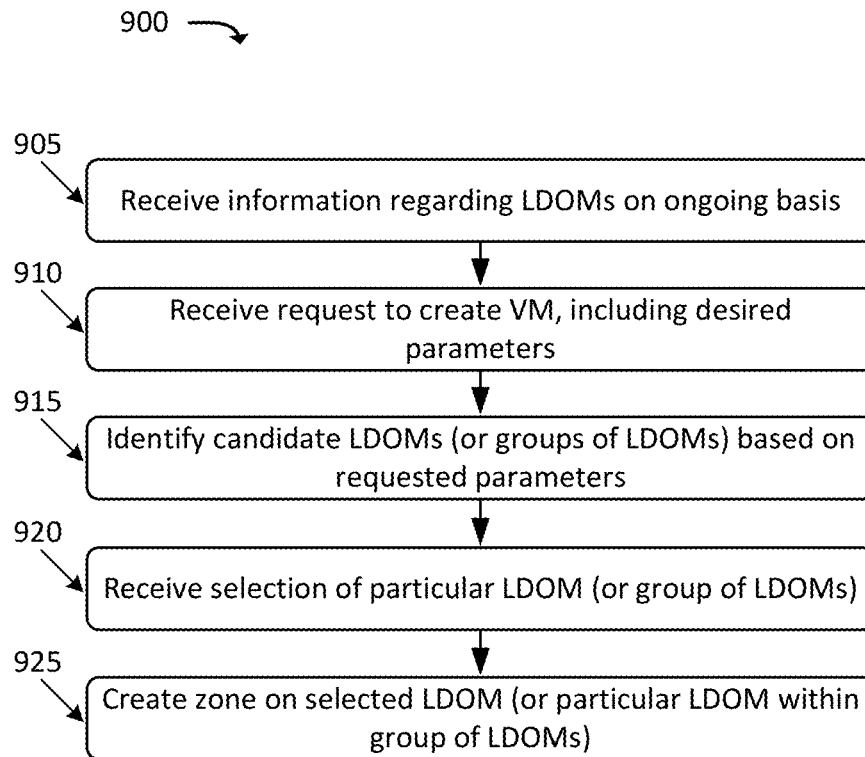 900
905
Receive information regarding LDOMs on ongoing basis
910
Receive request to create VM, including desired
parameters
915
Identify candidate LDOMs (or groups of LDOMs) based on
requested parameters
920
Receive selection of particular LDOM (or group of LDOMs)
925
Create zone on selected LDOM (or particular LDOM within
group of LDOMs)